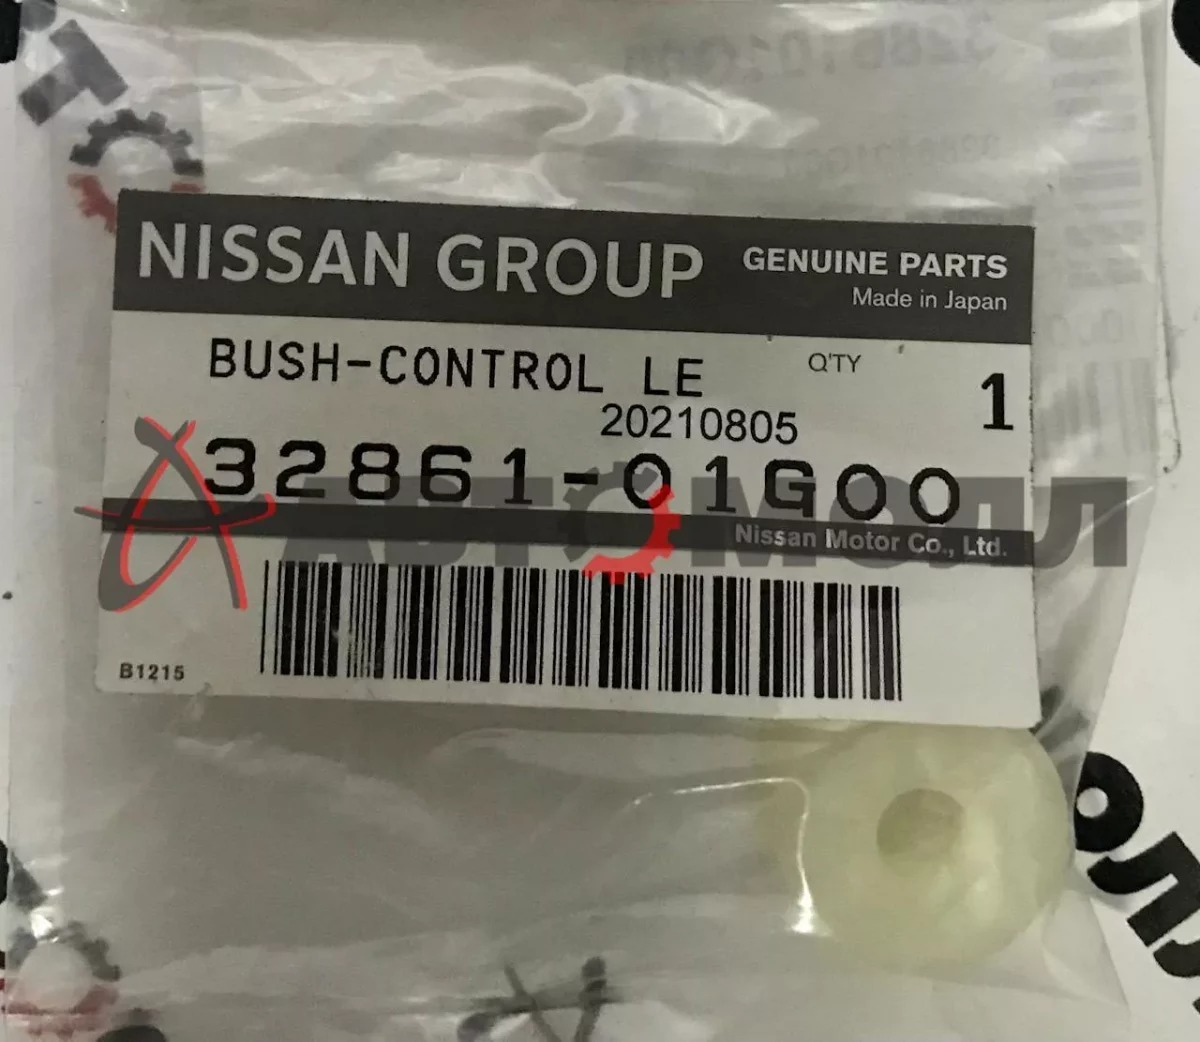 NISSAN GROUP
GENUINE PARTS
Made in Japan
BUSH-CONTROL LE
Q'TY
1
20210805
32861-01G00
АВТОМОЛЛ
Nissan Motor Co., Ltd.
B1215